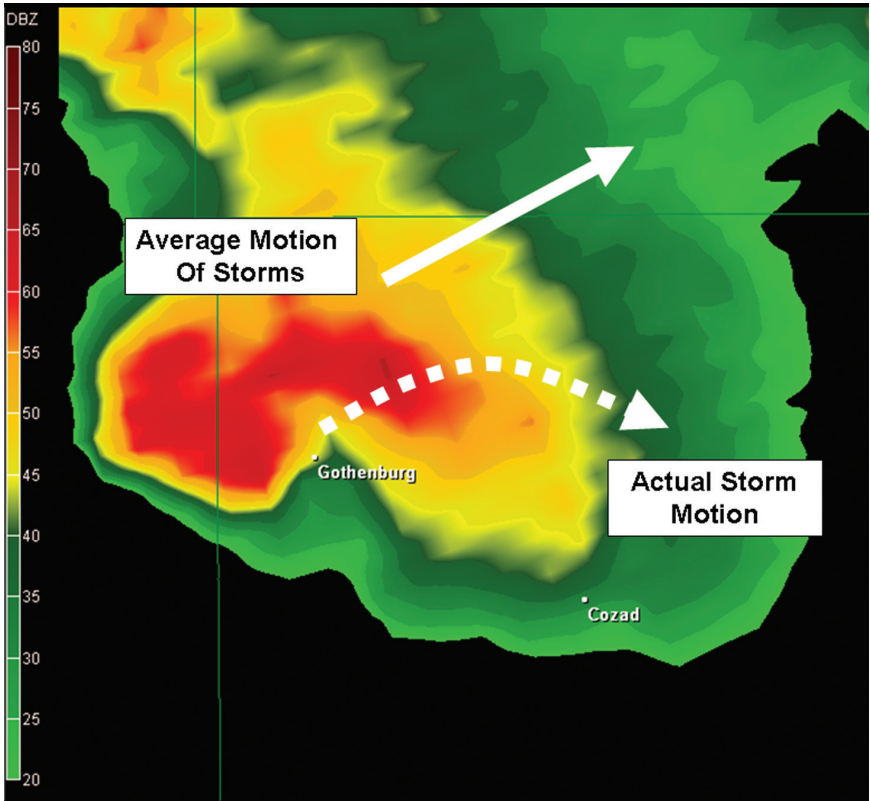 DBZ
80
75
70
65
60
55
50
45
40
35
30
25
20
Average Motion
Of Storms
Gothenburg
Actual Storm
Motion
Cozad